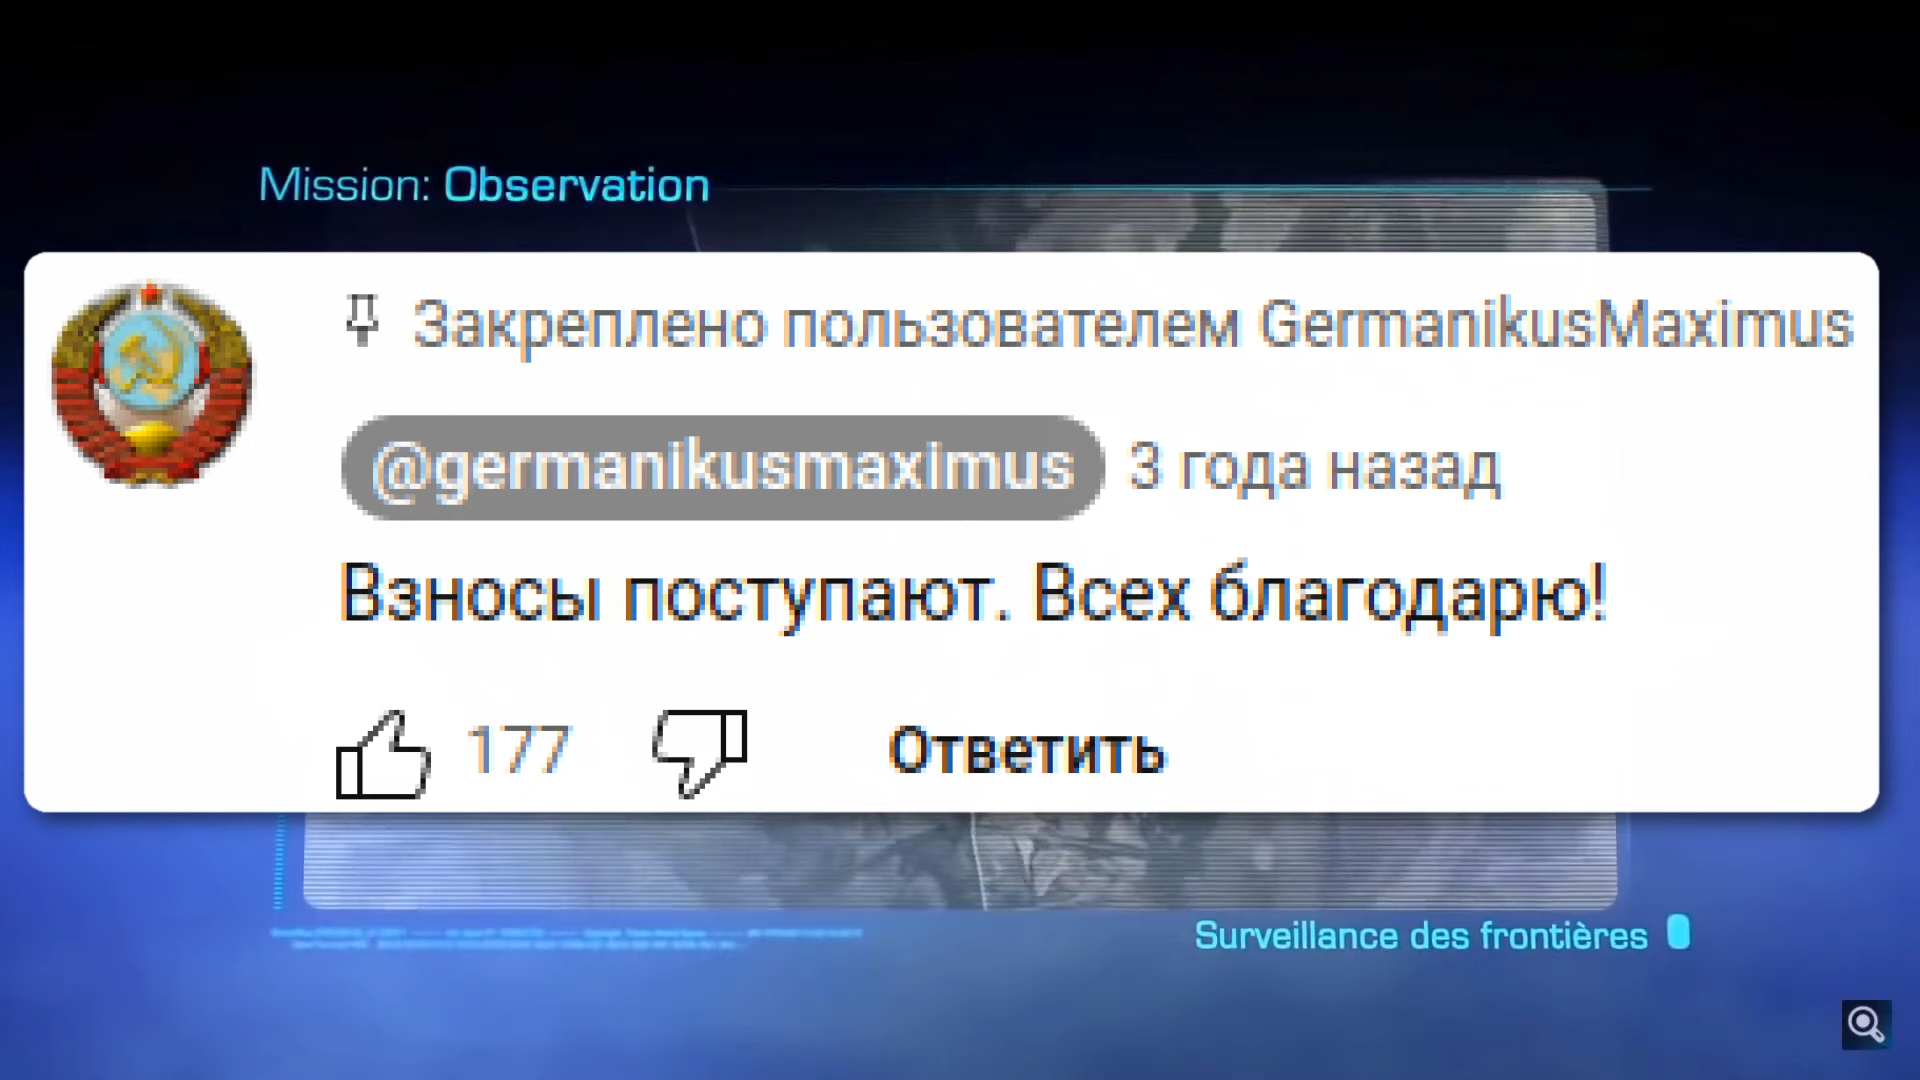 Mission: Observation
Закреплено пользователем GermanikusMaximus
@germanikusmaximus 3 года назад
Взносы поступают. Всех благодарю!
177 Ответить
Surveillance des frontières